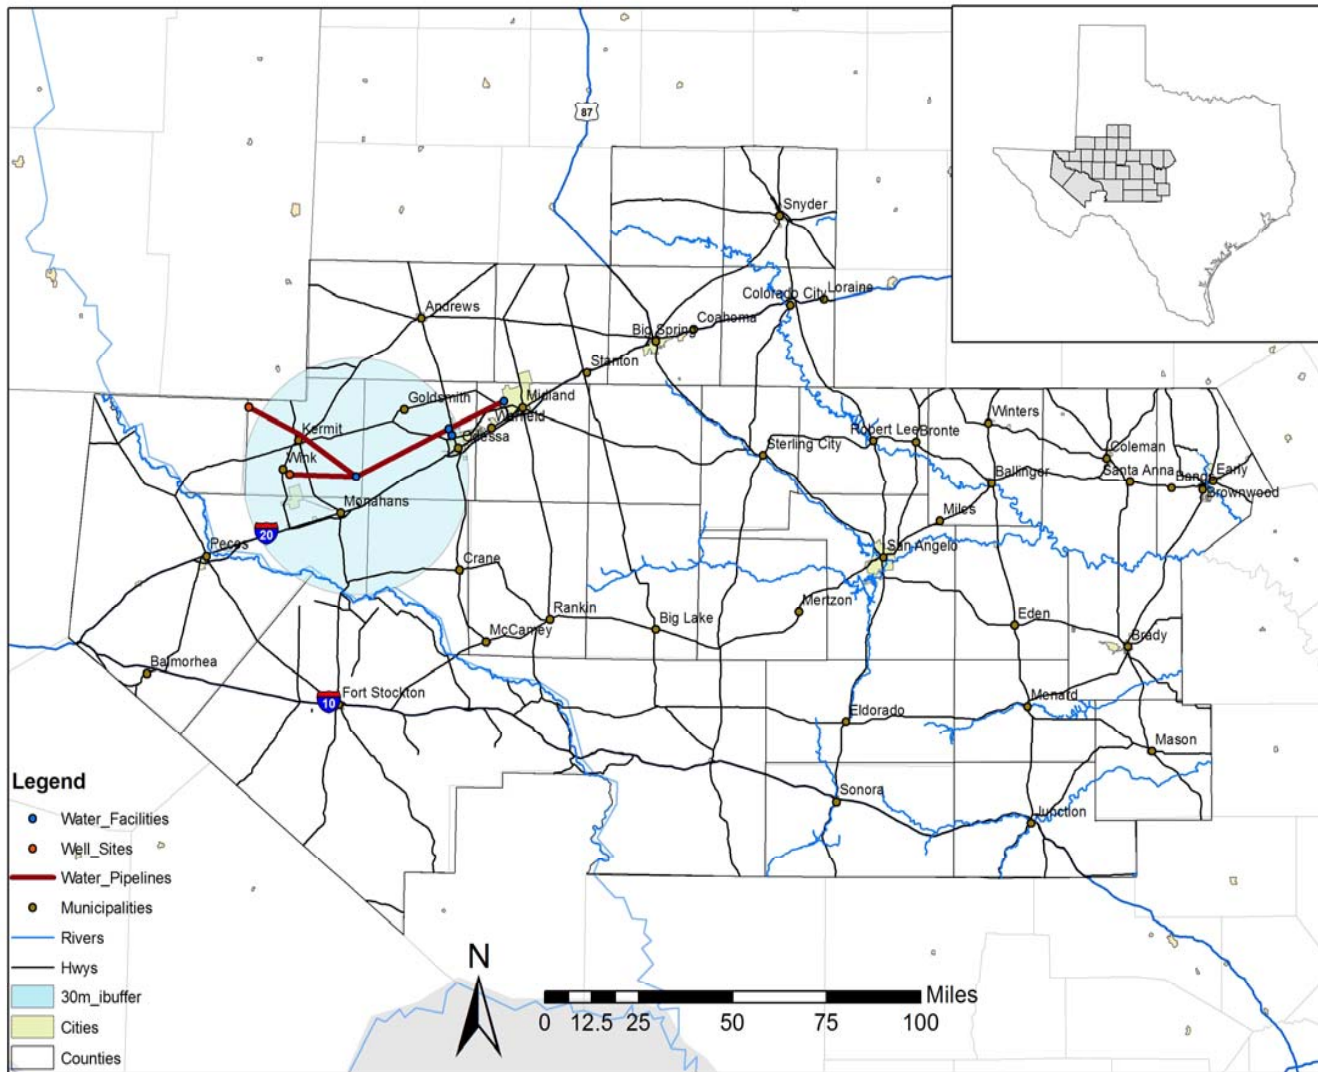 87
Snyder
Colorado City
Loraine
Andrews
Big Spring
Coahoma
Stanton
Goldsmith
Midland
Warfield
Odessa
Kermit
Wink
Monahans
20
Pecos
Crane
Rankin
McCamey
Big Lake
Mertzon
Sterling City
Robert Lee
Bronte
Winters
Ballinger
Coleman
Santa Anna
Bangs
Early
Brownwood
Miles
San Angelo
Eden
Brady
Balmorhea
10
Fort Stockton
Eldorado
Menard
Mason
Sonora
Junction
Legend
Water_Facilities
Well_Sites
Water_Pipelines
Municipalities
Rivers
Hwys
30m_ibuffer
Cities
Counties
N
Miles
0 12.5 25 50 75 100